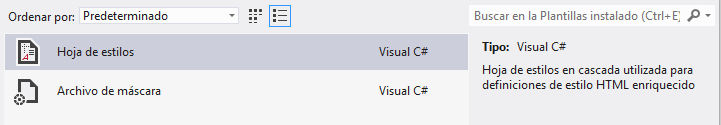 Ordenar por: Predeterminado
Buscar en la Plantillas instalado (Ctrl+E)
Hoja de estilos Visual C#
Archivo de máscara Visual C#
Tipo: Visual C#
Hoja de estilos en cascada utilizada para
definiciones de estilo HTML enriquecido